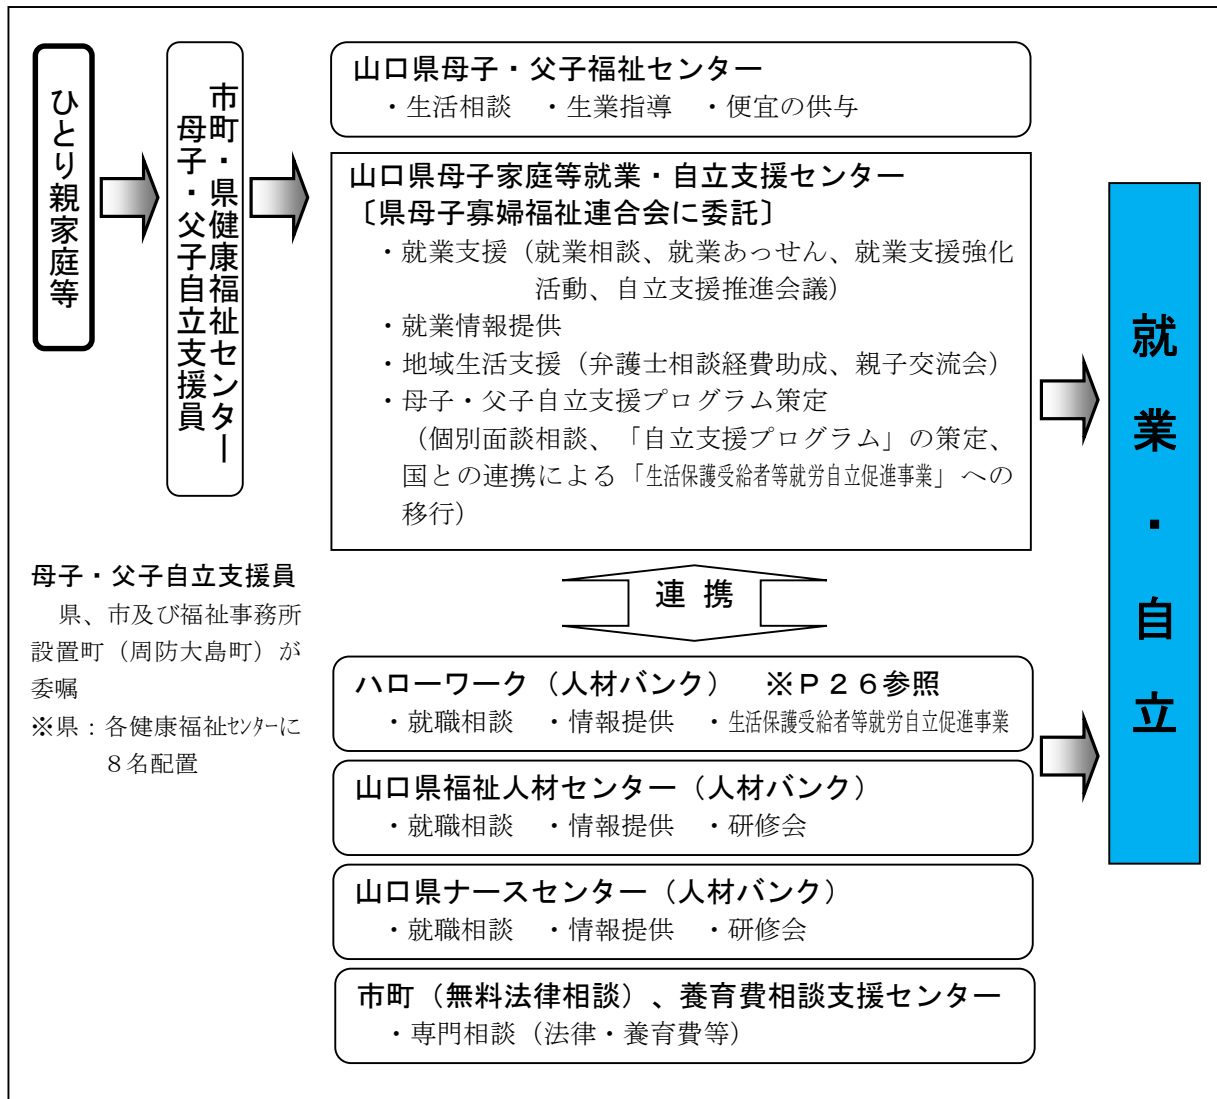 ひとり親家庭等
市町・県健康福祉センター
母子・父子自立支援員
山口県母子・父子福祉センター
・生活相談 ・生業指導 ・便宜の供与
山口県母子家庭等就業・自立支援センター
〔県母子寡婦福祉連合会に委託〕
・就業支援（就業相談、就業あっせん、就業支援強化
活動、自立支援推進会議）
・就業情報提供
・地域生活支援（弁護士相談経費助成、親子交流会）
・母子・父子自立支援プログラム策定
（個別面談相談、「自立支援プログラム」の策定、
国との連携による「生活保護受給者等就労自立促進事業」への
移行）
連 携
母子・父子自立支援員
県、市及び福祉事務所
設置町（周防大島町）が
委嘱
※県：各健康福祉センターに
８名配置
ハローワーク（人材バンク） ※Ｐ２６参照
・就職相談 ・情報提供 ・生活保護受給者等就労自立促進事業
山口県福祉人材センター（人材バンク）
・就職相談 ・情報提供 ・研修会
山口県ナースセンター（人材バンク）
・就職相談 ・情報提供 ・研修会
市町（無料法律相談）、養育費相談支援センター
・専門相談（法律・養育費等）
就業・自立